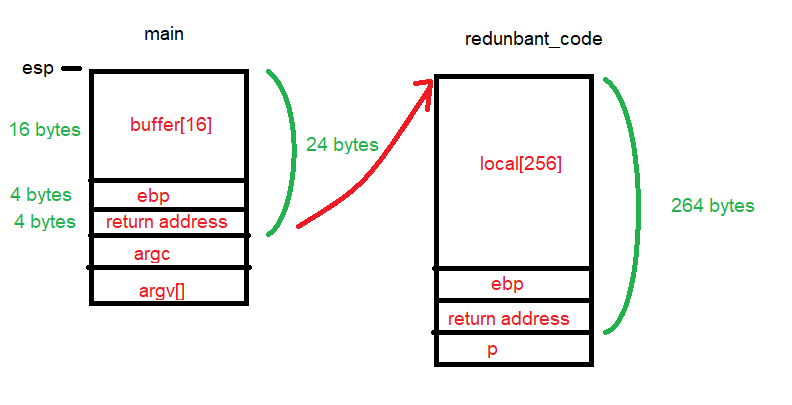 main
redunbant_code
esp
buffer[16]
16 bytes
24 bytes
local[256]
264 bytes
4 bytes
ebp
4 bytes
return address
argc
argv[]
ebp
return address
p